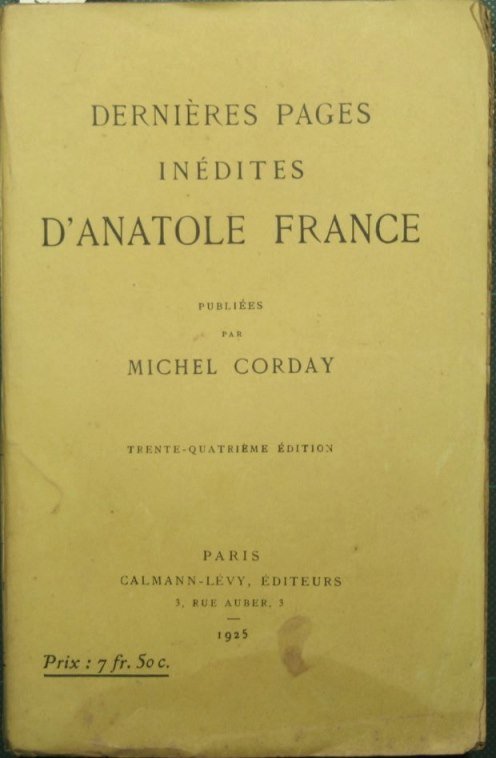 DERNIÈRES PAGES
INÉDITES
D'ANATOLE FRANCE
PUBLIÉES
PAR
MICHEL CORDAY
TRENTE-QUATRIÈME ÉDITION
PARIS
CALMANN-LÉVY, ÉDITEURS
3, RUE AUBER, 3
1925
Prix : 7 fr. 50 c.